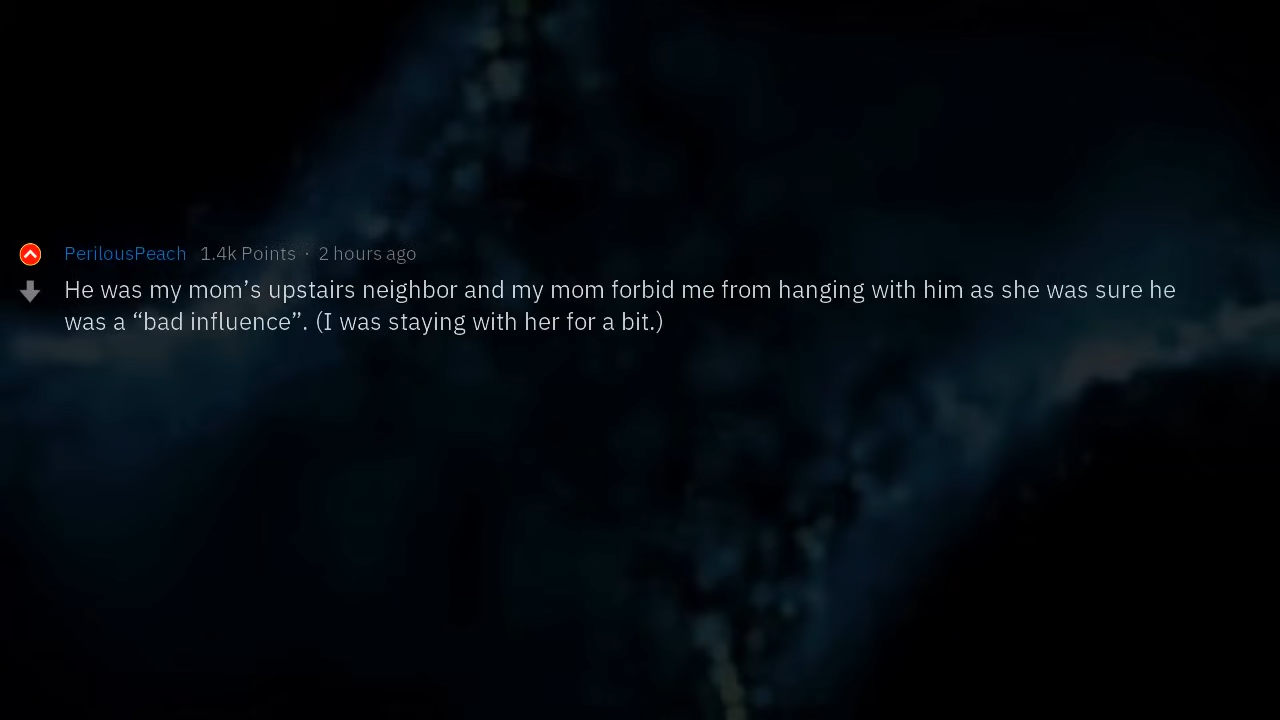 PerilousPeach 1.4k Points · 2 hours ago
He was my mom’s upstairs neighbor and my mom forbid me from hanging with him as she was sure he
was a “bad influence”. (I was staying with her for a bit.)